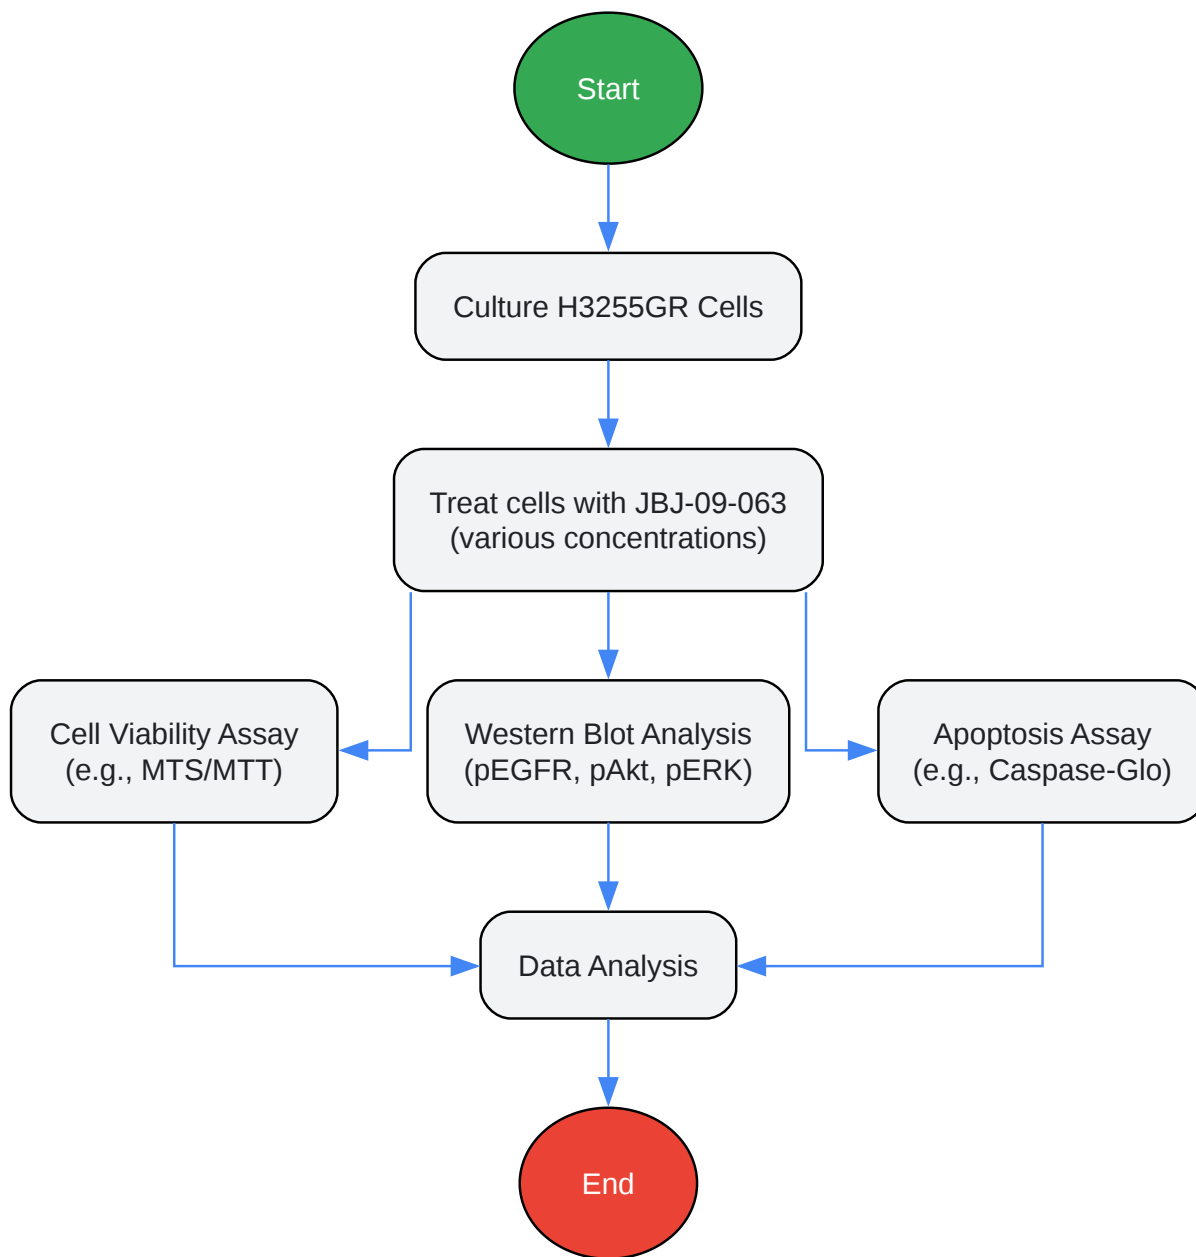 Start
Culture H3255GR Cells
Treat cells with JBJ-09-063
(various concentrations)
Cell Viability Assay
(e.g., MTS/MTT)
Western Blot Analysis
(pEGFR, pAkt, pERK)
Apoptosis Assay
(e.g., Caspase-Glo)
Data Analysis
End